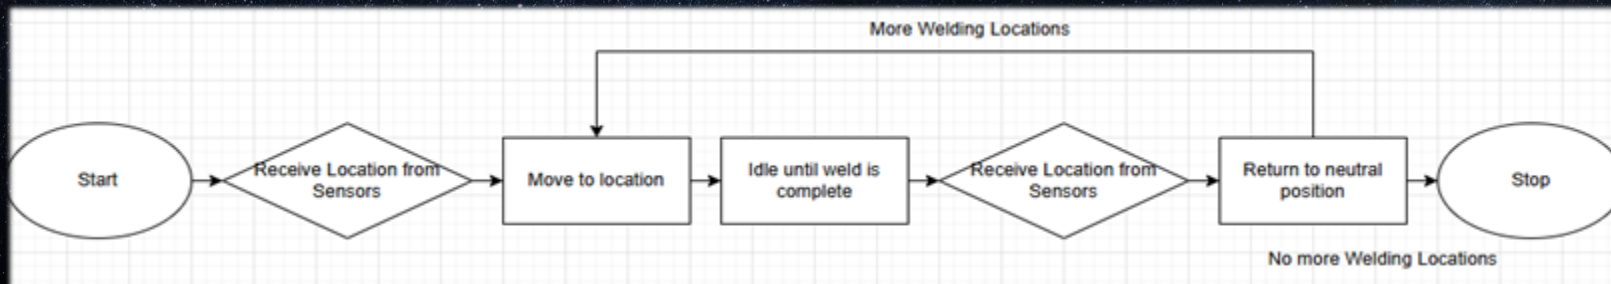 More Welding Locations
Start
Receive Location from
Sensors
Move to location
Idle until weld is
complete
Receive Location from
Sensors
Return to neutral
position
Stop
No more Welding Locations